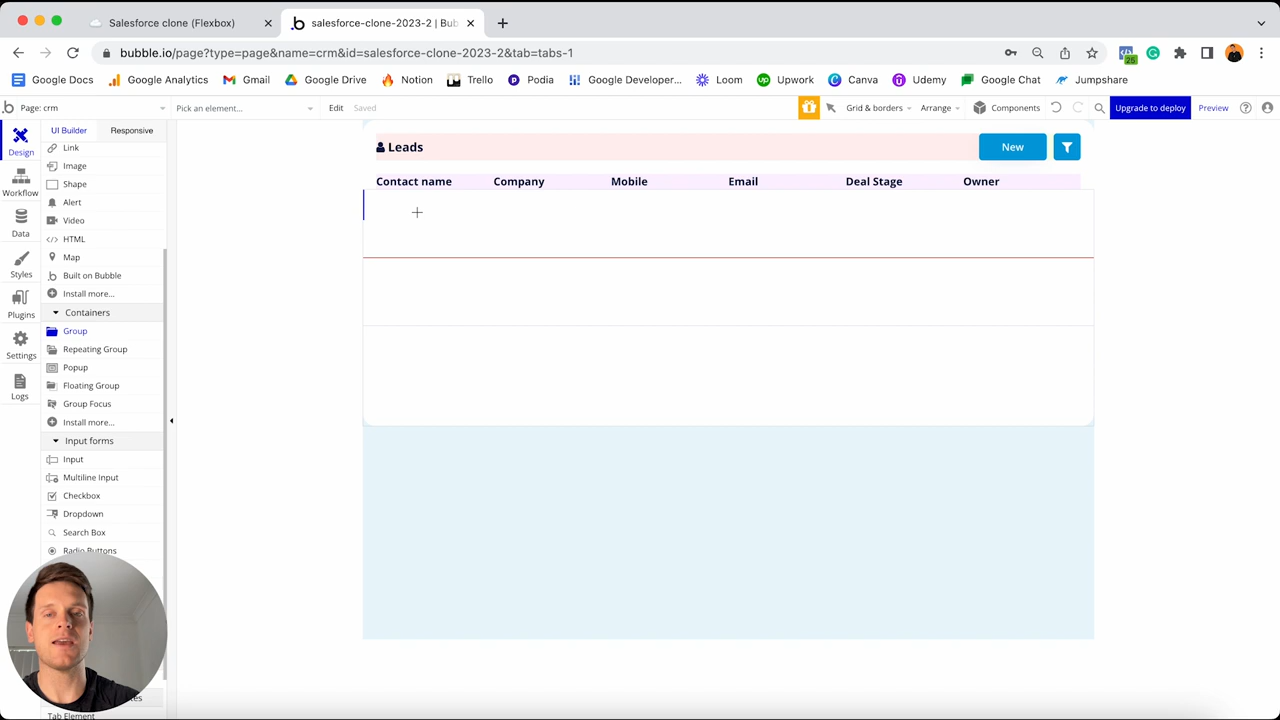 Salesforce clone (Flexbox)
salesforce-clone-2023-2 | Bub
bubble.io/page?type=page&name=crm&id=salesforce-clone-2023-2&tab=tabs-1
25
Google Docs Google Analytics Gmail Google Drive Notion Trello Podia Google Developer... Loom Upwork Canva Udemy Google Chat Jumpshare
Page: crm Pick an element... Edit Saved Grid & borders Arrange Components Upgrade to deploy Preview
Design
Workflow
Data
Styles
Plugins
Settings
Logs
UI Builder Responsive
Link
Image
Shape
Alert
Video
HTML
Map
Built on Bubble
Install more...
Containers
Group
Repeating Group
Popup
Floating Group
Group Focus
Install more...
Input forms
Input
Multiline Input
Checkbox
Dropdown
Search Box
Radio Buttons
Tab Element
Leads New
Contact name Company Mobile Email Deal Stage Owner